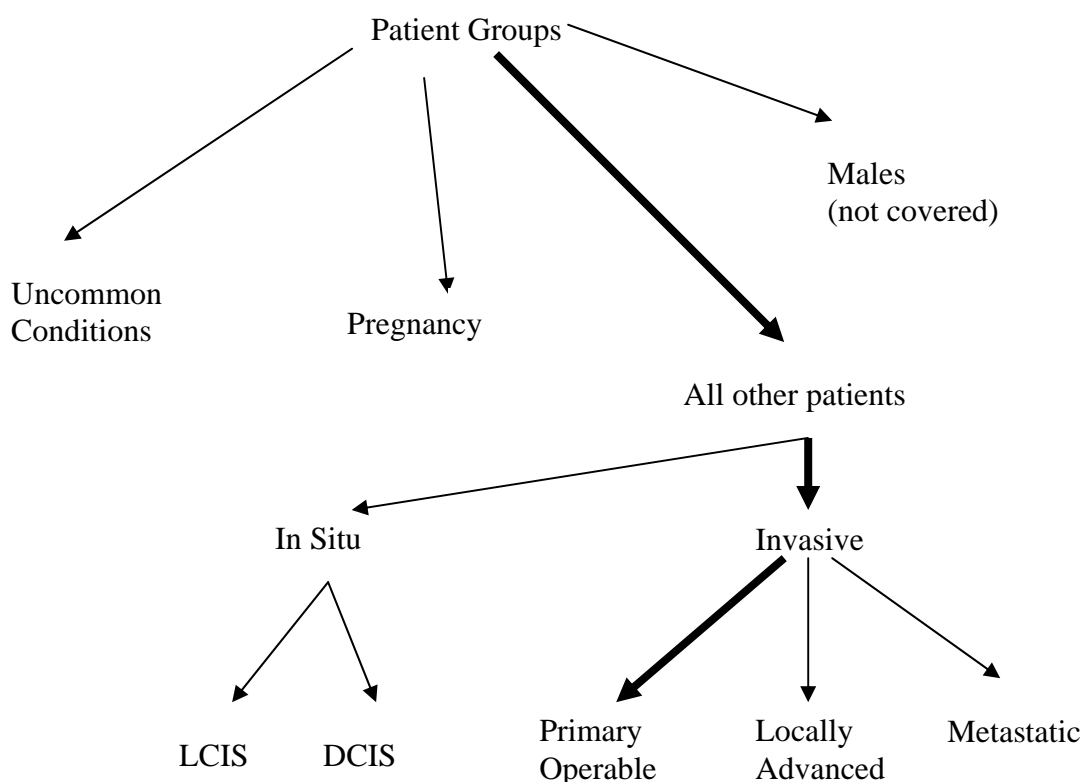 Patient Groups
Males
(not covered)
Uncommon
Conditions
Pregnancy
All other patients
In Situ
Invasive
LCIS
DCIS
Primary
Operable
Locally
Advanced
Metastatic